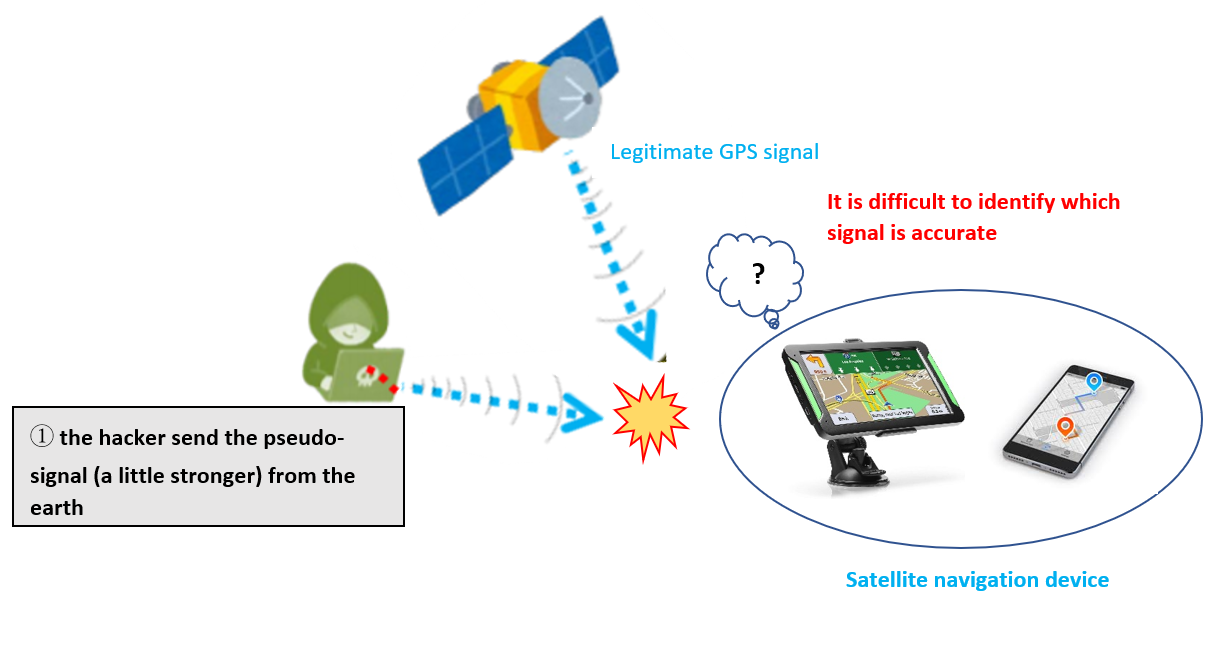 Legitimate GPS signal
It is difficult to identify which
signal is accurate
?
① the hacker send the pseudo-
signal (a little stronger) from the
earth
Satellite navigation device